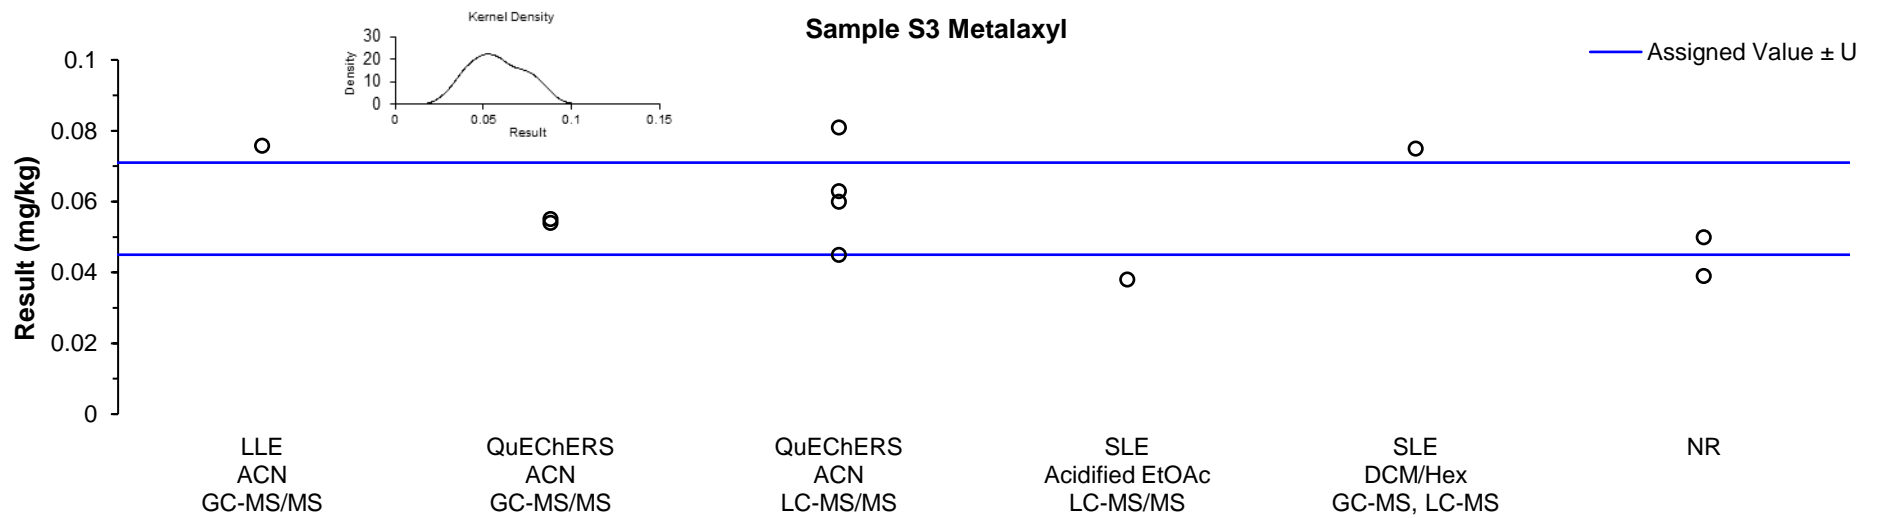 Kernel Density
Sample S3 Metalaxyl
Assigned Value ± U
Density
30
20
10
0
0
0.05
0.1
0.15
Result
Result (mg/kg)
0.1
0.08
0.06
0.04
0.02
0
LLE
ACN
GC-MS/MS
QuEChERS
ACN
GC-MS/MS
QuEChERS
ACN
LC-MS/MS
SLE
Acidified EtOAc
LC-MS/MS
SLE
DCM/Hex
GC-MS, LC-MS
NR